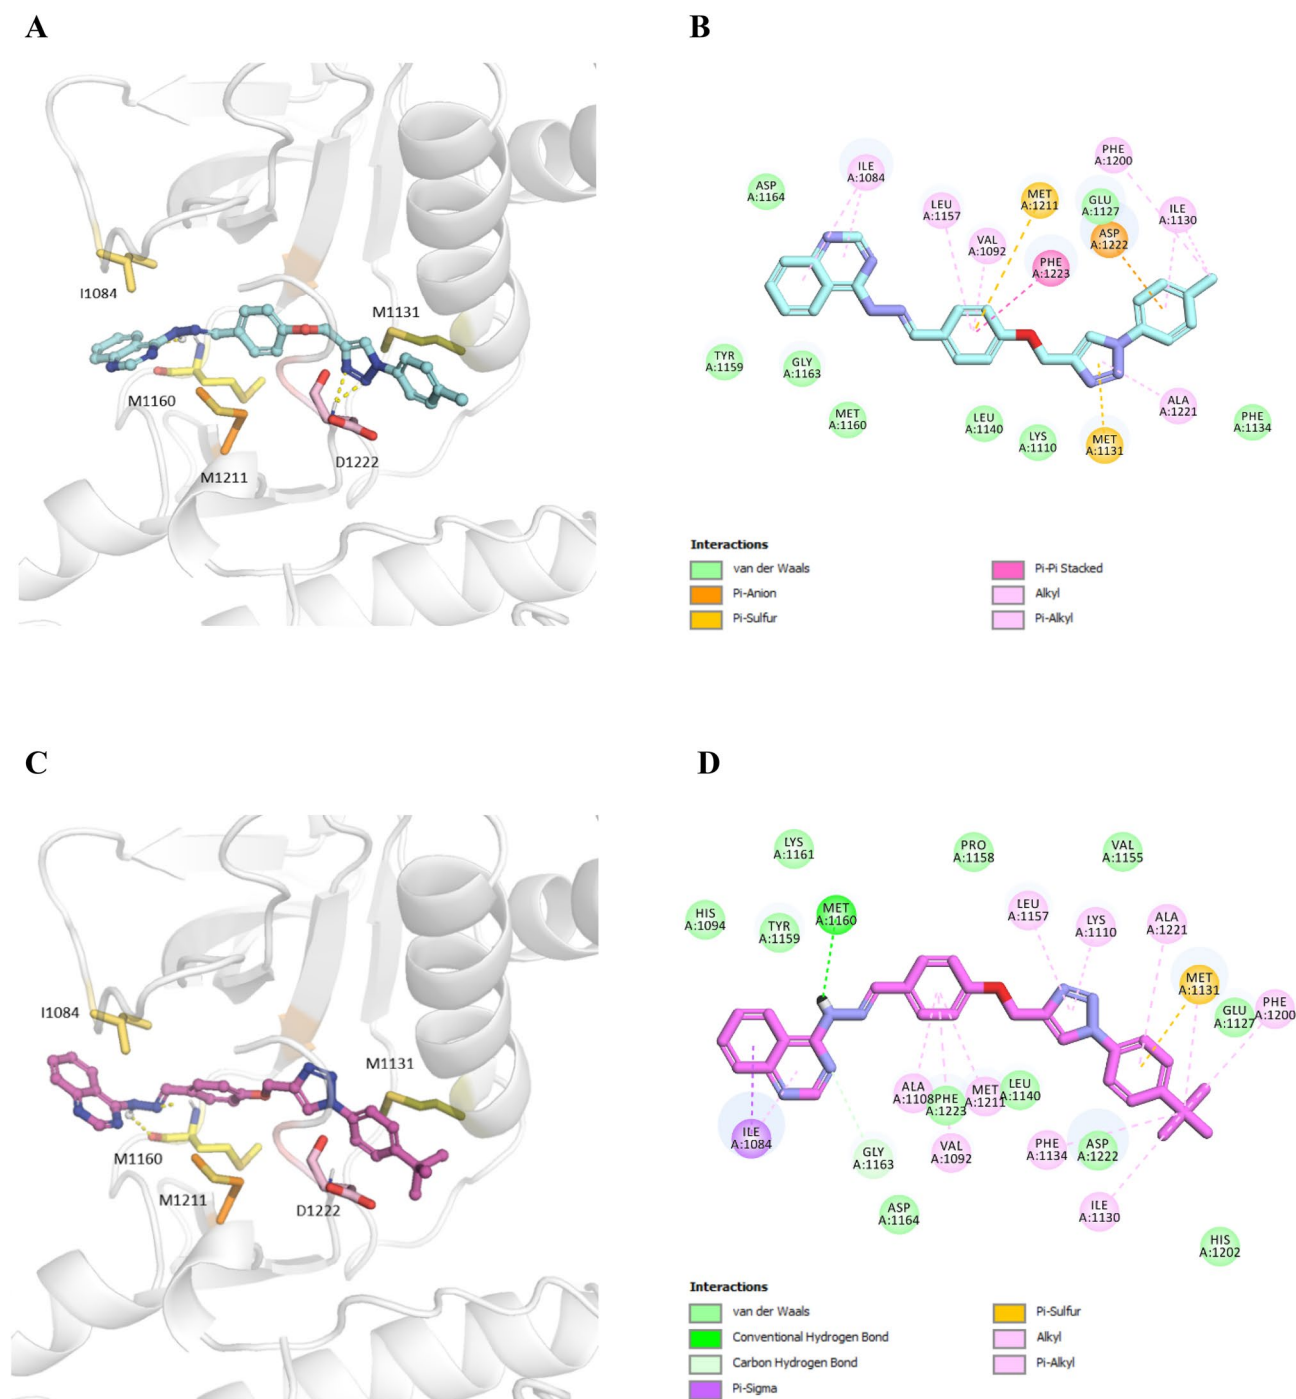 A
I1084
M1131
M1160
D1222
M1211
B
PHE
A:1200
ILE
A:1084
ASP
A:1164
MET
A:1211
GLU
A:1127
LEU
A:1157
ILE
A:1130
ASP
A:1222
VAL
A:1092
PHE
A:1223
TYR
A:1159
GLY
A:1163
MET
A:1160
LEU
A:1140
LYS
A:1110
MET
A:1131
ALA
A:1221
PHE
A:1134
Interactions
van der Waals
Pi-Anion
Pi-Sulfur
Pi-Pi Stacked
Alkyl
Pi-Alkyl
C
I1084
M1131
M1160
M1211
D1222
D
LYS
A:1161
PRO
A:1158
VAL
A:1155
HIS
A:1094
TYR
A:1159
MET
A:1160
LEU
A:1157
LYS
A:1110
ALA
A:1221
MET
A:1131
GLU
A:1127
PHE
A:1200
ILE
A:1084
ALA
A:1108
PHE
A:1223
MET
A:1211
LEU
A:1140
GLY
A:1163
VAL
A:1092
PHE
A:1134
ASP
A:1222
ASP
A:1164
ILE
A:1130
HIS
A:1202
Interactions
van der Waals
Conventional Hydrogen Bond
Carbon Hydrogen Bond
Pi-Sigma
Pi-Sulfur
Alkyl
Pi-Alkyl